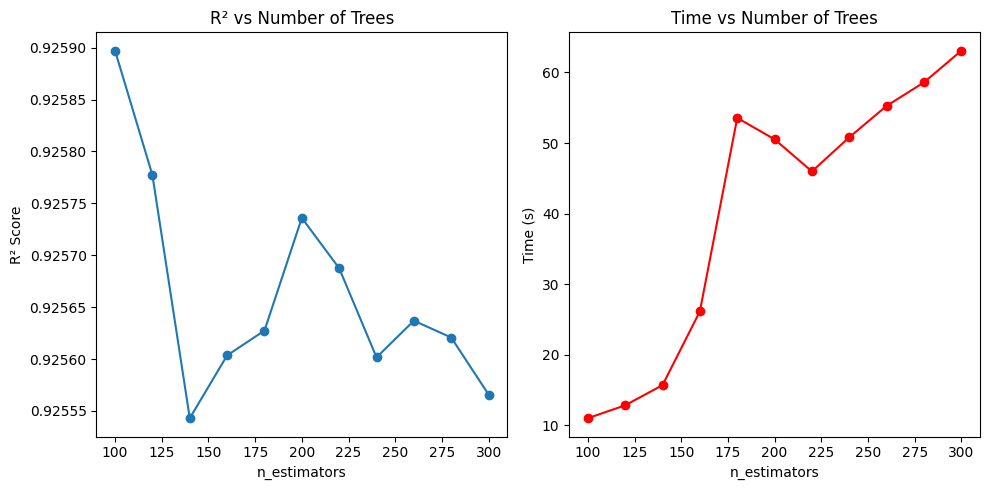 R² vs Number of Trees
0.92590
0.92585
0.92580
0.92575
0.92570
0.92565
0.92560
0.92555
R² Score
100 125 150 175 200 225 250 275 300
n_estimators
Time vs Number of Trees
60
50
40
30
20
10
Time (s)
100 125 150 175 200 225 250 275 300
n_estimators